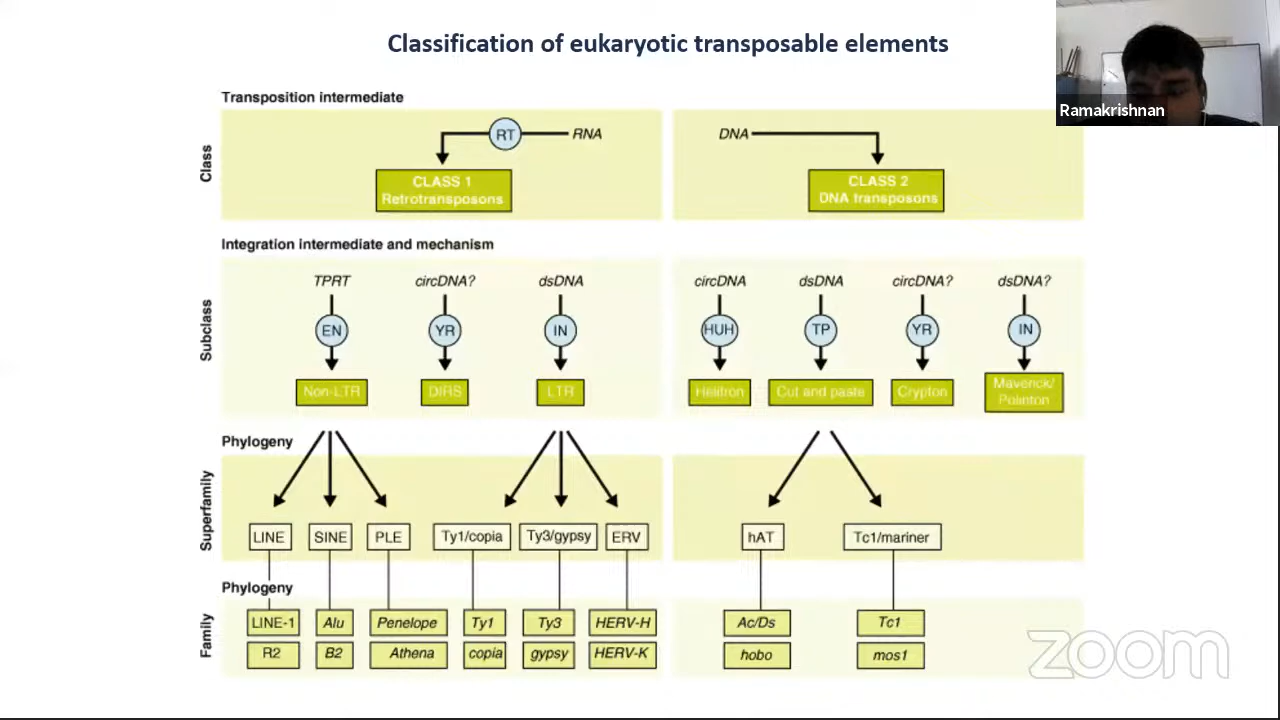 Classification of eukaryotic transposable elements
Ramakrishnan
Transposition intermediate
Class
RT
RNA
DNA
CLASS 1
Retrotransposons
CLASS 2
DNA transposons
Integration intermediate and mechanism
Subclass
TPRT
circDNA?
dsDNA
circDNA
dsDNA
circDNA?
dsDNA?
EN
YR
IN
HUH
TP
YR
IN
Non-LTR
DIRS
LTR
Helitron
Cut and paste
Crypton
Maverick/
Polinton
Phylogeny
Superfamily
LINE
SINE
PLE
Ty1/copia
Ty3/gypsy
ERV
hAT
Tc1/mariner
Phylogeny
Family
LINE-1
Alu
Penelope
Ty1
Ty3
HERV-H
Ac/Ds
Tc1
R2
B2
Athena
copia
gypsy
HERV-K
hobo
mos1
zoom